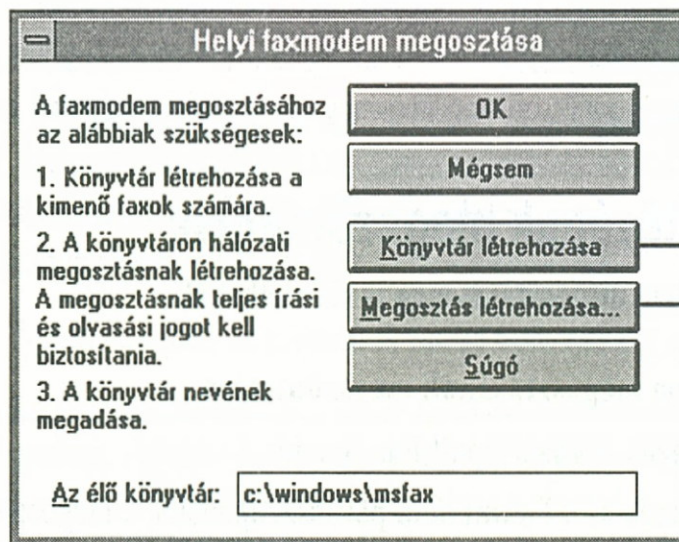 Helyi faxmodem megosztása
A faxmodem megosztásához
az alábbiak szükségesek:
1. Könyvtár létrehozása a
kimenő faxok számára.
2. A könyvtáron hálózati
megosztásnak létrehozása.
A megosztásnak teljes írási
és olvasási jogot kell
biztosítania.
3. A könyvtár nevének
megadása.
OK
Mégsem
Könyvtár létrehozása
Megosztás létrehozása...
Súgó
Az élő könyvtár: c:\windows\msfax